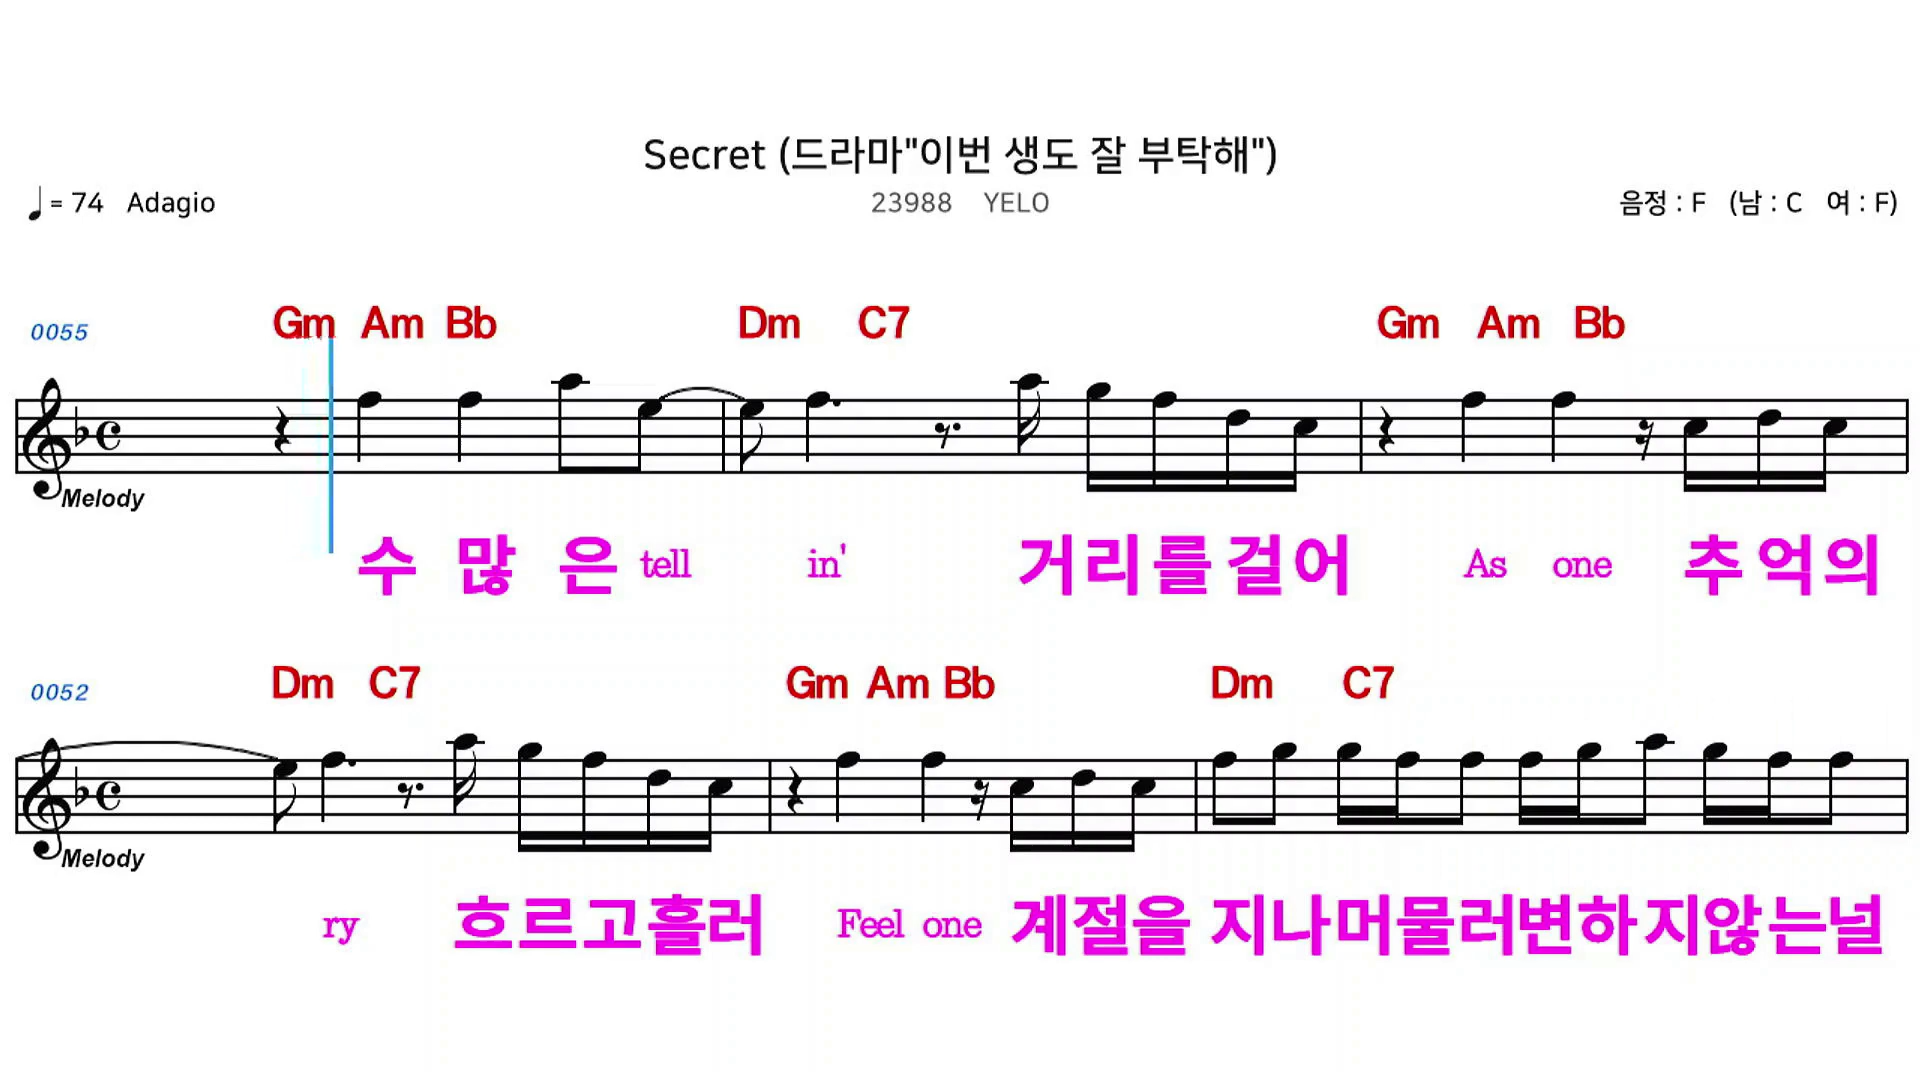 Secret (드라마"이번 생도 잘 부탁해")
= 74 Adagio 23988 YELO 음정 : F (남 : C 여 : F)
0055 Gm Am Bb Dm C7 Gm Am Bb
Melody
수 많 은 tell in' 거 리 를 걸 어 As one 추 억 의
0052 Dm C7 Gm Am Bb Dm C7
Melody
ry 흐 르 고 흘 러 Feel one 계 절 을 지 나 머 물 러 변 하 지 않 는 널